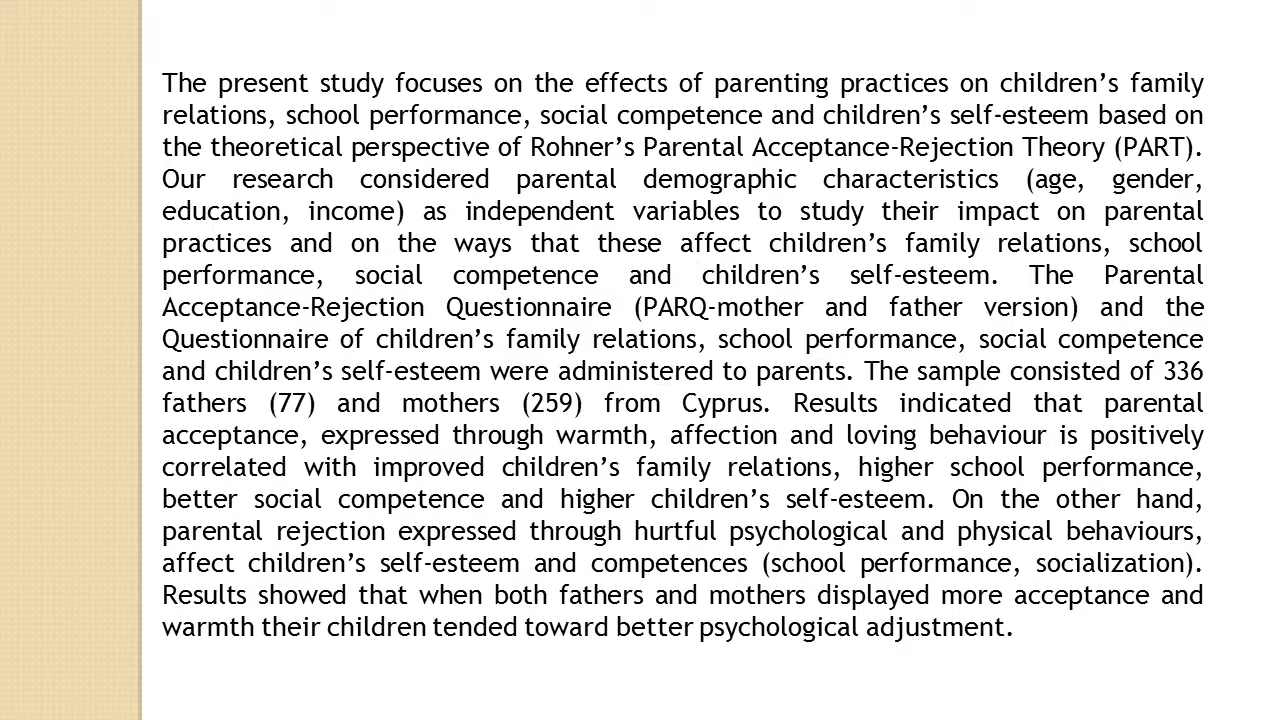 The present study focuses on the effects of parenting practices on children’s family
relations, school performance, social competence and children’s self-esteem based on
the theoretical perspective of Rohner’s Parental Acceptance-Rejection Theory (PART).
Our research considered parental demographic characteristics (age, gender,
education, income) as independent variables to study their impact on parental
practices and on the ways that these affect children’s family relations, school
performance, social competence and children’s self-esteem. The Parental
Acceptance-Rejection Questionnaire (PARQ-mother and father version) and the
Questionnaire of children’s family relations, school performance, social competence
and children’s self-esteem were administered to parents. The sample consisted of 336
fathers (77) and mothers (259) from Cyprus. Results indicated that parental
acceptance, expressed through warmth, affection and loving behaviour is positively
correlated with improved children’s family relations, higher school performance,
better social competence and higher children’s self-esteem. On the other hand,
parental rejection expressed through hurtful psychological and physical behaviours,
affect children’s self-esteem and competences (school performance, socialization).
Results showed that when both fathers and mothers displayed more acceptance and
warmth their children tended toward better psychological adjustment.